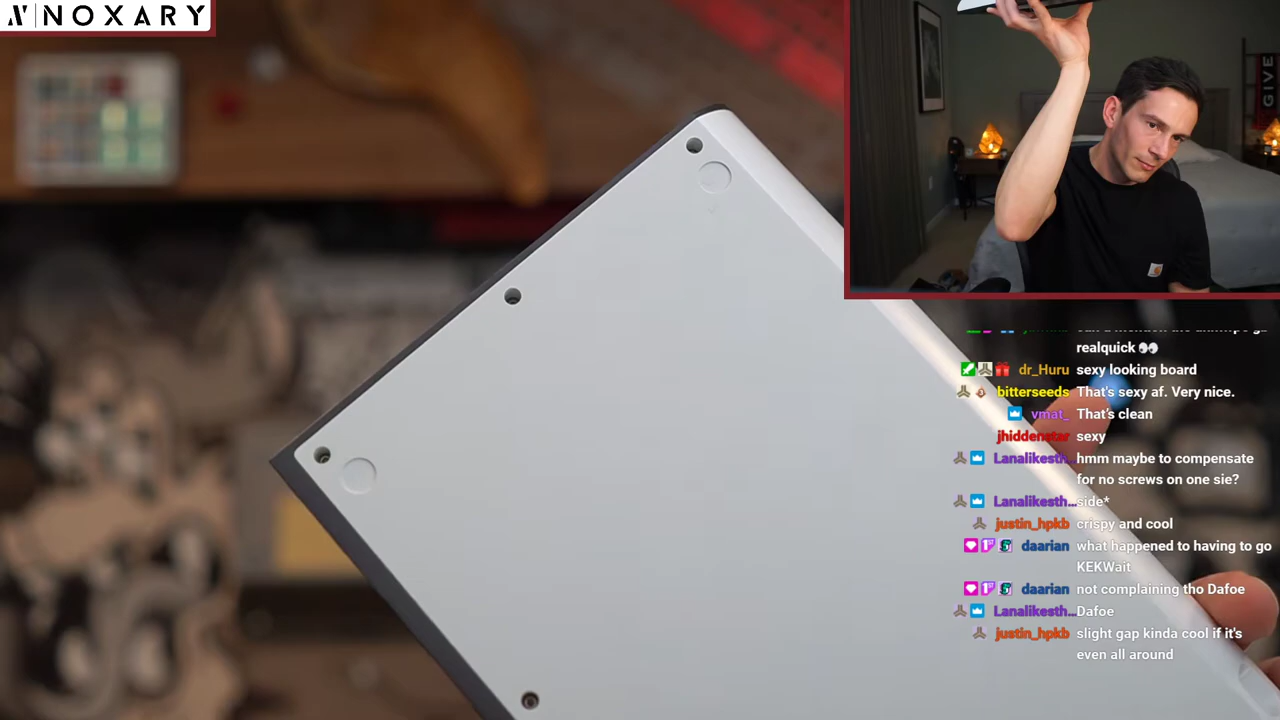 NOXARY
GIVE
realquick
dr_Huru sexy looking board
bitterseeds That's sexy af. Very nice.
vmat_ That's clean
jhiddenstar sexy
Lanalikesth... hmm maybe to compensate
for no screws on one sie?
Lanalikesth... side*
justin_hpkb crispy and cool
daarian what happened to having to go
KEKWait
daarian not complaining tho Dafoe
Lanalikesth... Dafoe
justin_hpkb slight gap kinda cool if it's
even all around